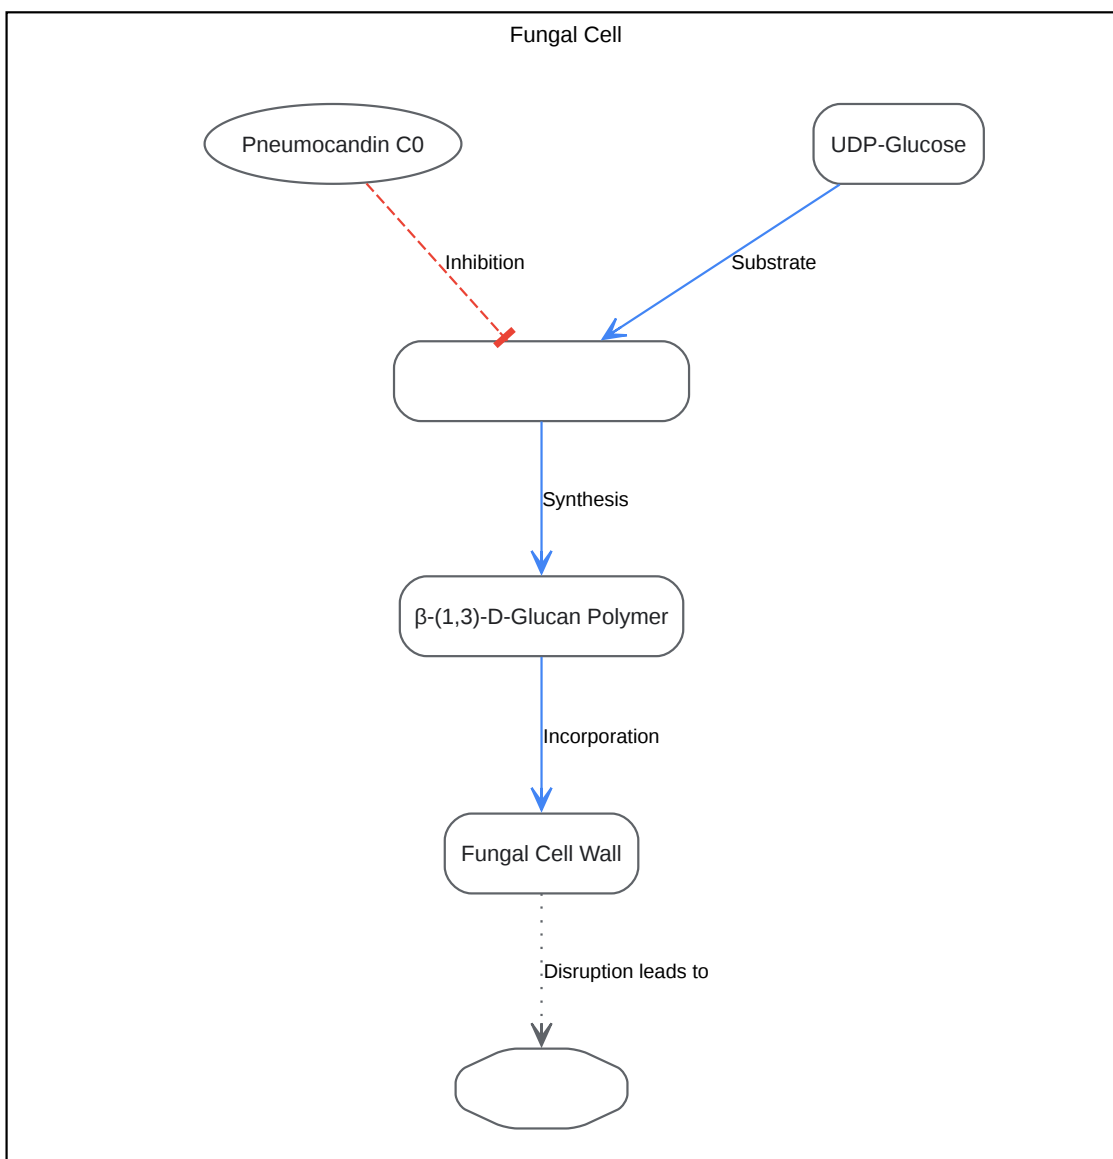 Fungal Cell
Pneumocandin C0
UDP-Glucose
Inhibition
Substrate
Synthesis
β-(1,3)-D-Glucan Polymer
Incorporation
Fungal Cell Wall
Disruption leads to